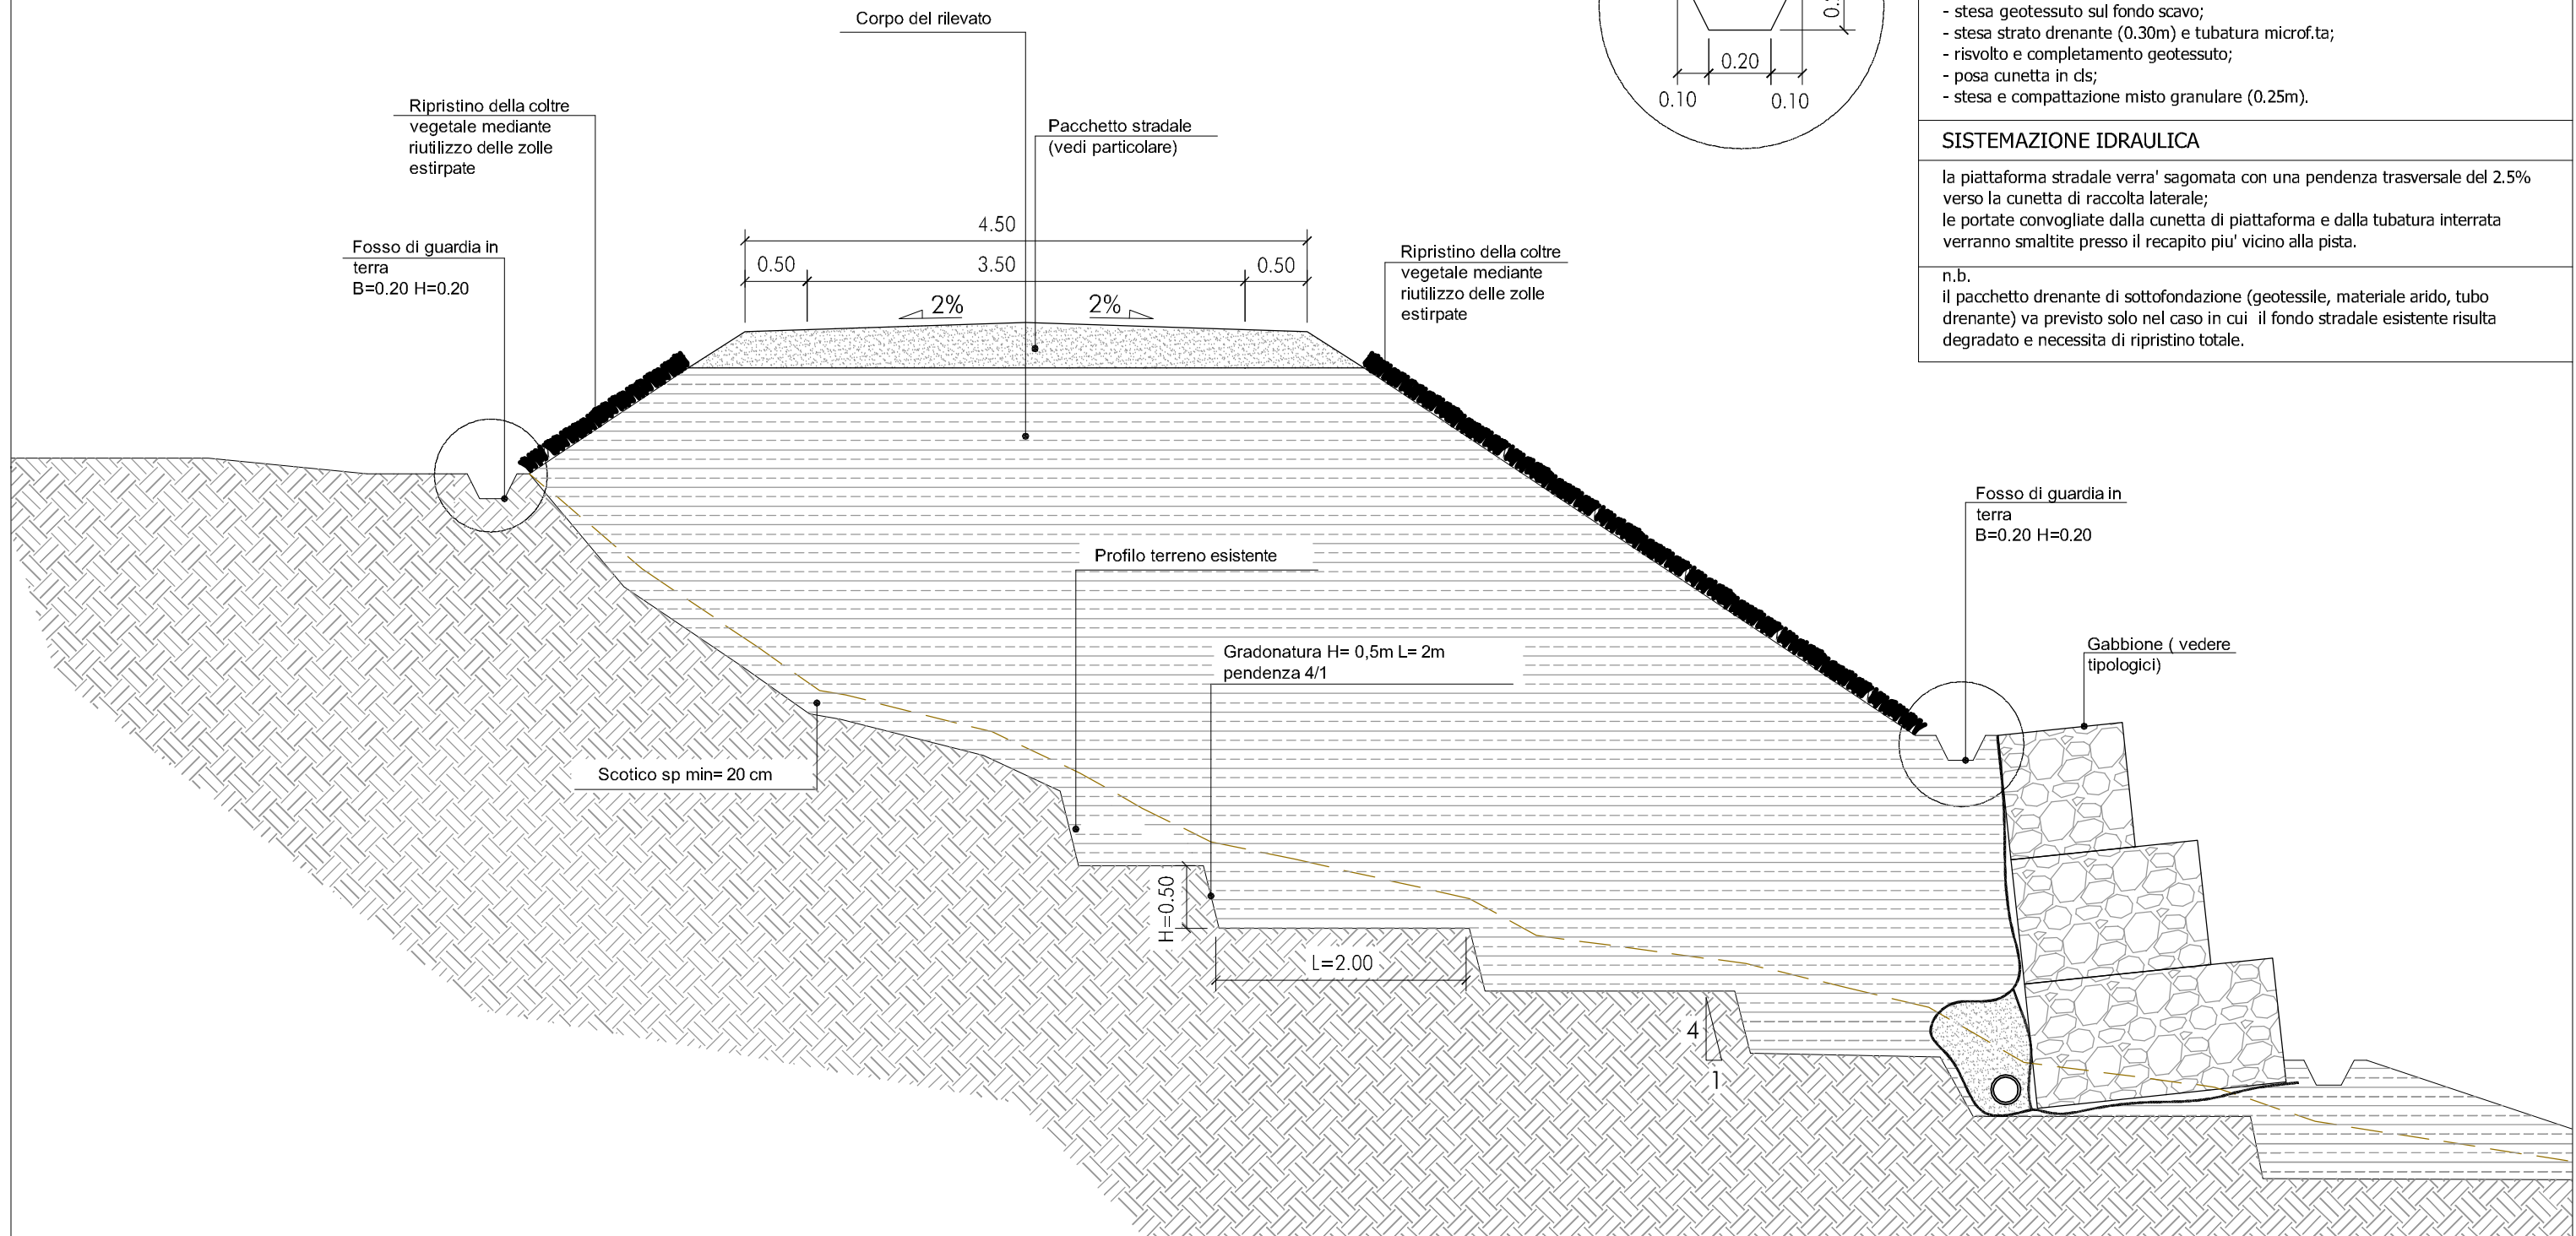 Corpo del rilevato
Ripristino della coltre
vegetale mediante
riutilizzo delle zolle
estirpate
Pacchetto stradale
(vedi particolare)
Fosso di guardia in
terra
B=0.20 H=0.20
4.50
0.50
3.50
0.50
2%
2%
Ripristino della coltre
vegetale mediante
riutilizzo delle zolle
estirpate
0.20
0.10
0.10
- stesa geotessuto sul fondo scavo;
- stesa strato drenante (0.30m) e tubatura microf.ta;
- risvolto e completamento geotessuto;
- posa cunetta in cls;
- stesa e compattazione misto granulare (0.25m).
SISTEMAZIONE IDRAULICA
la piattaforma stradale verra' sagomata con una pendenza trasversale del 2.5%
verso la cunetta di raccolta laterale;
le portate convogliate dalla cunetta di piattaforma e dalla tubatura interrata
verranno smaltite presso il recapito piu' vicino alla pista.
n.b.
il pacchetto drenante di sottofondazione (geotessile, materiale arido, tubo
drenante) va previsto solo nel caso in cui il fondo stradale esistente risulta
degradato e necessita di ripristino totale.
Fosso di guardia in
terra
B=0.20 H=0.20
Profilo terreno esistente
Gradonatura H= 0,5m L= 2m
pendenza 4/1
Gabbione ( vedere
tipologici)
Scotico sp min= 20 cm
H=0.50
L=2.00
4
1